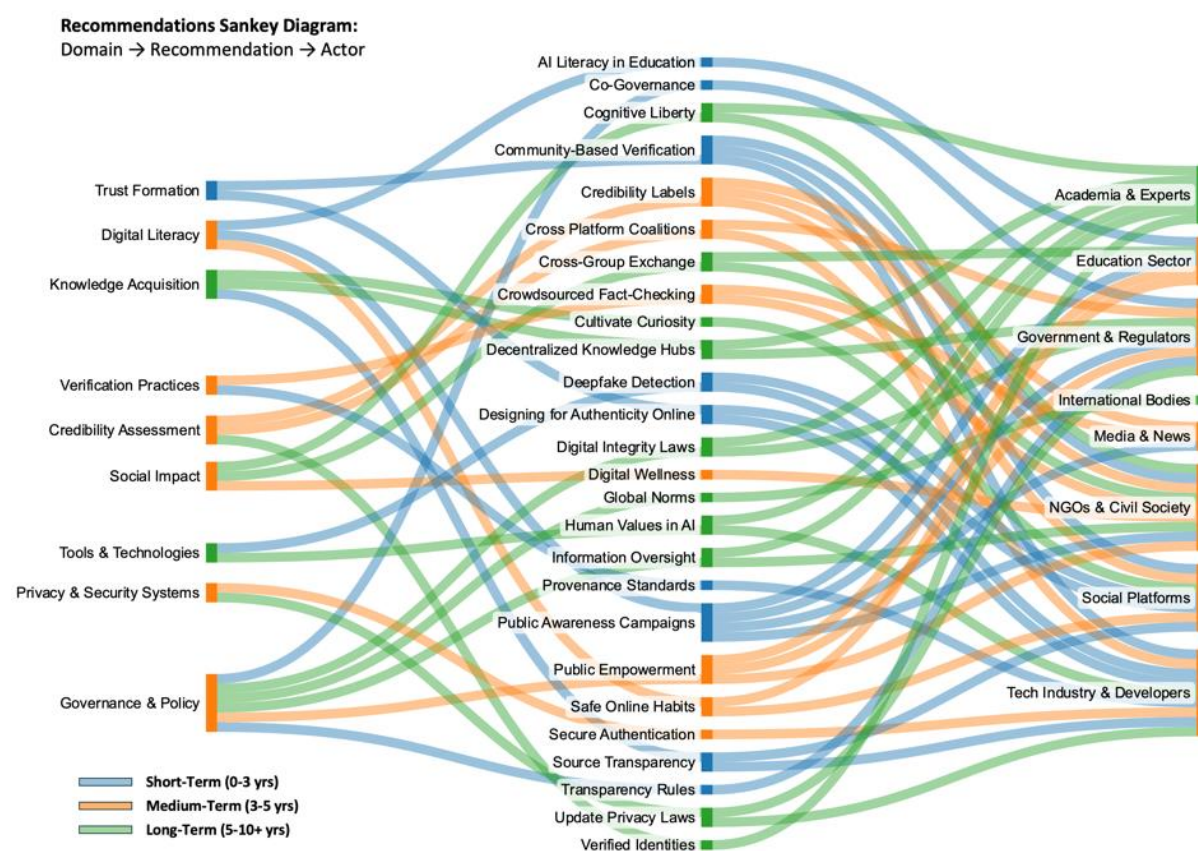 Recommendations Sankey Diagram:
Domain → Recommendation → Actor
Trust Formation
Digital Literacy
Knowledge Acquisition
Verification Practices
Credibility Assessment
Social Impact
Tools & Technologies
Privacy & Security Systems
Governance & Policy
AI Literacy in Education
Co-Governance
Cognitive Liberty
Community-Based Verification
Credibility Labels
Cross Platform Coalitions
Cross-Group Exchange
Crowdsourced Fact-Checking
Cultivate Curiosity
Decentralized Knowledge Hubs
Deepfake Detection
Designing for Authenticity Online
Digital Integrity Laws
Digital Wellness
Global Norms
Human Values in AI
Information Oversight
Provenance Standards
Public Awareness Campaigns
Public Empowerment
Safe Online Habits
Secure Authentication
Source Transparency
Transparency Rules
Update Privacy Laws
Verified Identities
Academia & Experts
Education Sector
Government & Regulators
International Bodies
Media & News
NGOs & Civil Society
Social Platforms
Tech Industry & Developers
Short-Term (0-3 yrs)
Medium-Term (3-5 yrs)
Long-Term (5-10+ yrs)